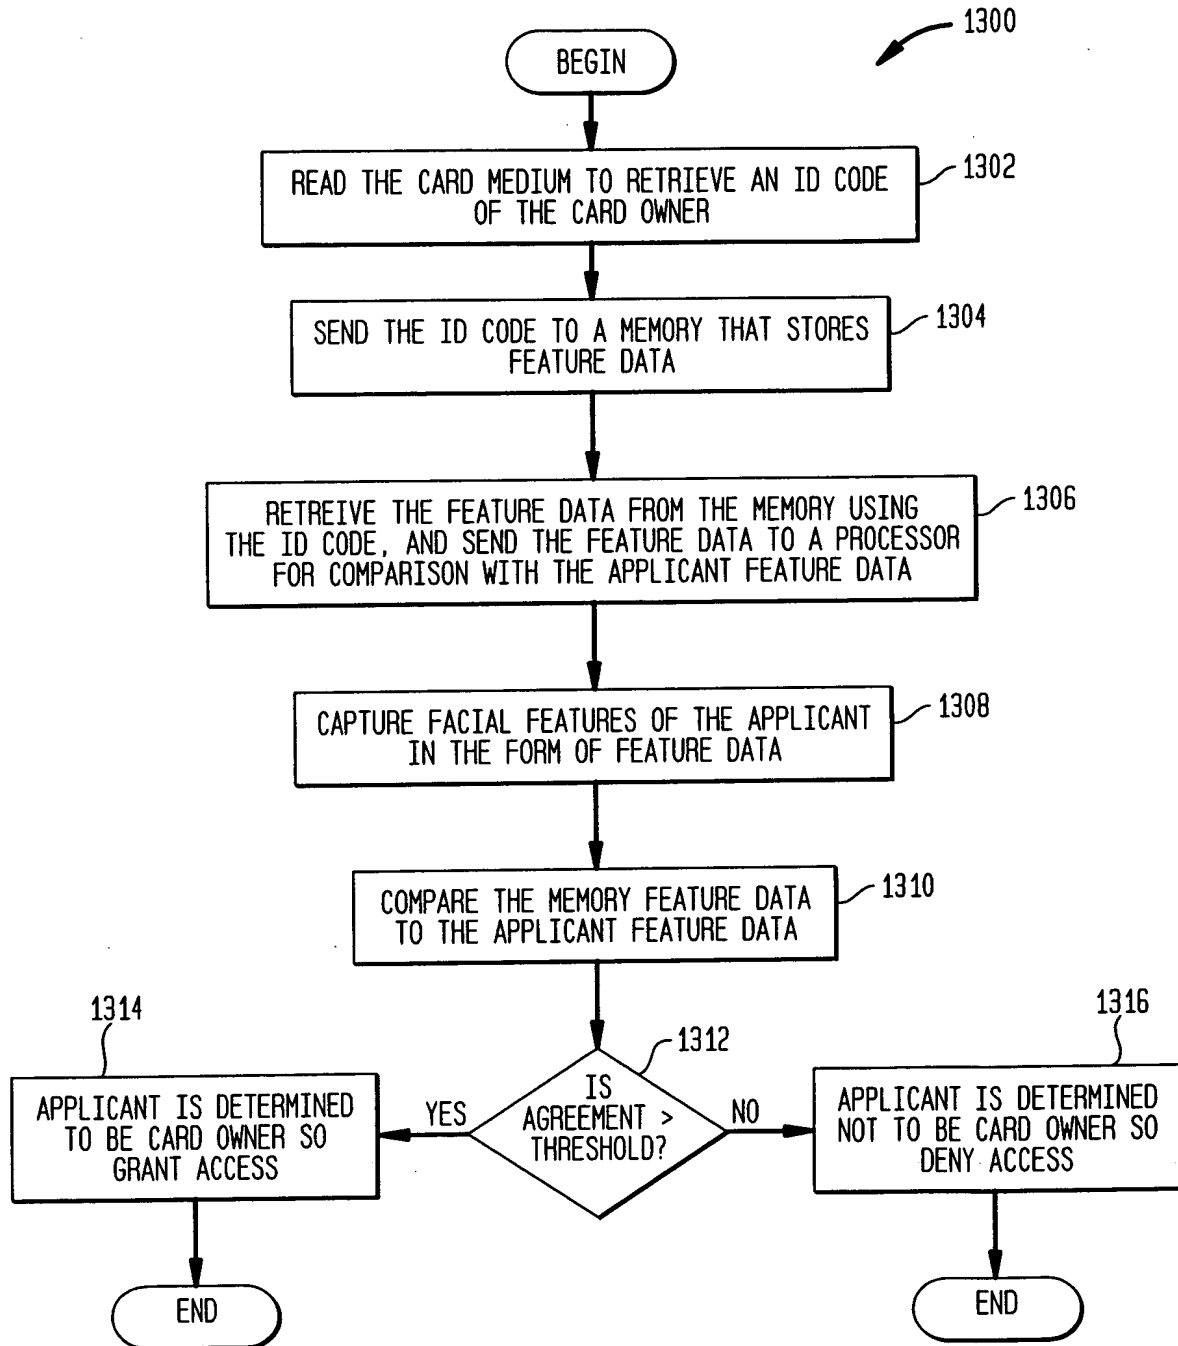 1300
BEGIN
1302
READ THE CARD MEDIUM TO RETRIEVE AN ID CODE
OF THE CARD OWNER
1304
SEND THE ID CODE TO A MEMORY THAT STORES
FEATURE DATA
1306
RETREIVE THE FEATURE DATA FROM THE MEMORY USING
THE ID CODE, AND SEND THE FEATURE DATA TO A PROCESSOR
FOR COMPARISON WITH THE APPLICANT FEATURE DATA
1308
CAPTURE FACIAL FEATURES OF THE APPLICANT
IN THE FORM OF FEATURE DATA
1310
COMPARE THE MEMORY FEATURE DATA
TO THE APPLICANT FEATURE DATA
1312
IS
AGREEMENT >
THRESHOLD?
YES
NO
1314
APPLICANT IS DETERMINED
TO BE CARD OWNER SO
GRANT ACCESS
1316
APPLICANT IS DETERMINED
NOT TO BE CARD OWNER SO
DENY ACCESS
END
END